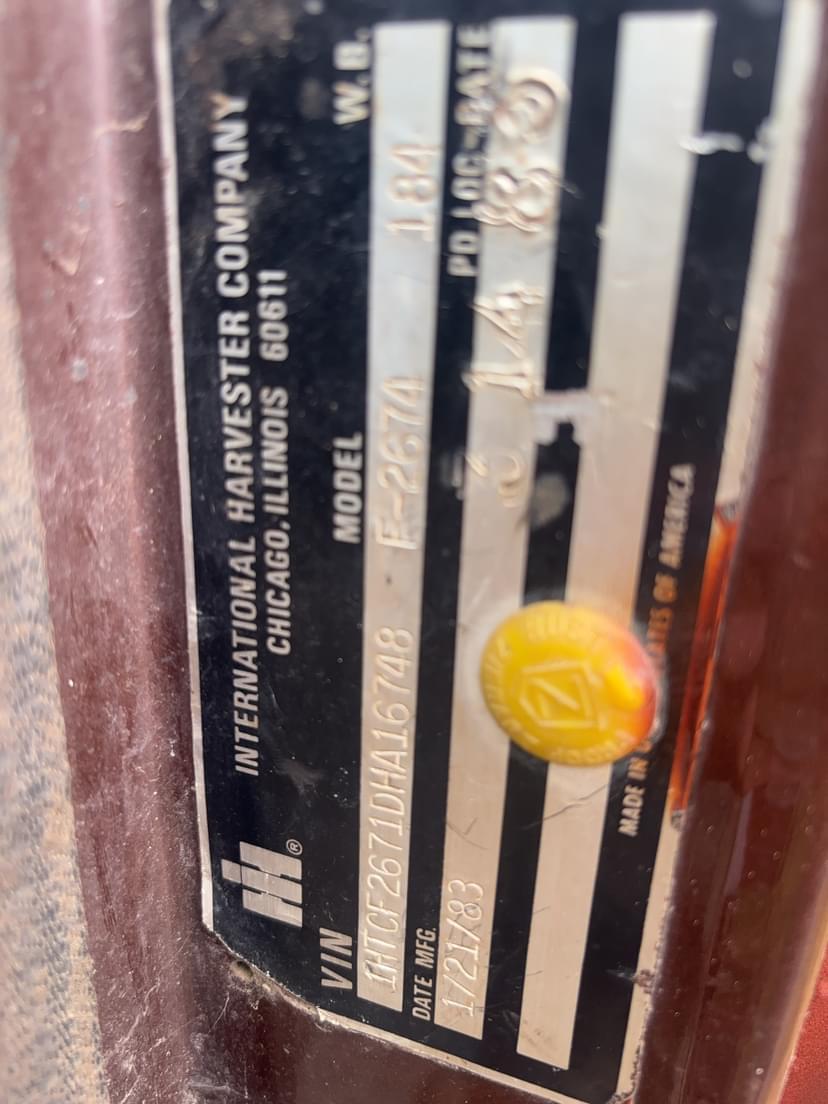 INTERNATIONAL HARVESTER COMPANY
CHICAGO, ILLINOIS 60611
IH ®
VIN MODEL W.B.
1HTCF2671DHA16748 F-2674 184
DATE MFG. PD LOC-DATE
1/21/83 14
MADE IN OF AMERICA